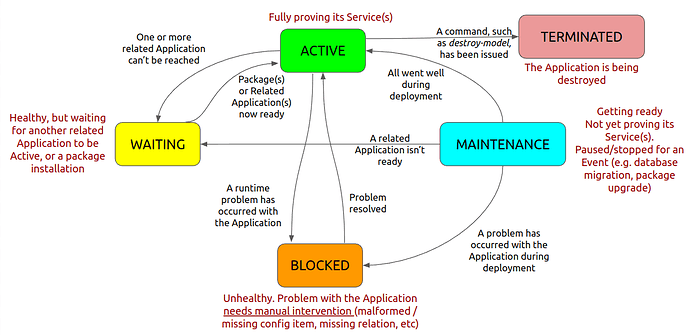 Fully proving its Service(s)
One or more
related Application
can't be reached
ACTIVE
A command, such
as destroy-model,
has been issued
TERMINATED
The Application is being
destroyed
Package(s)
or Related
Application(s)
now ready
All went well
during
deployment
Healthy, but waiting
for another related
Application to be
Active, or a package
installation
WAITING
A related
Application isn't
ready
MAINTENANCE
Getting ready
Not yet proving its
Service(s).
Paused/stopped for an
Event (e.g. database
migration, package
upgrade)
A runtime
problem has
occurred with
the Application
Problem
resolved
A problem has
occurred with the
Application during
deployment
BLOCKED
Unhealthy. Problem with the Application
needs manual intervention (malformed /
missing config item, missing relation, etc)